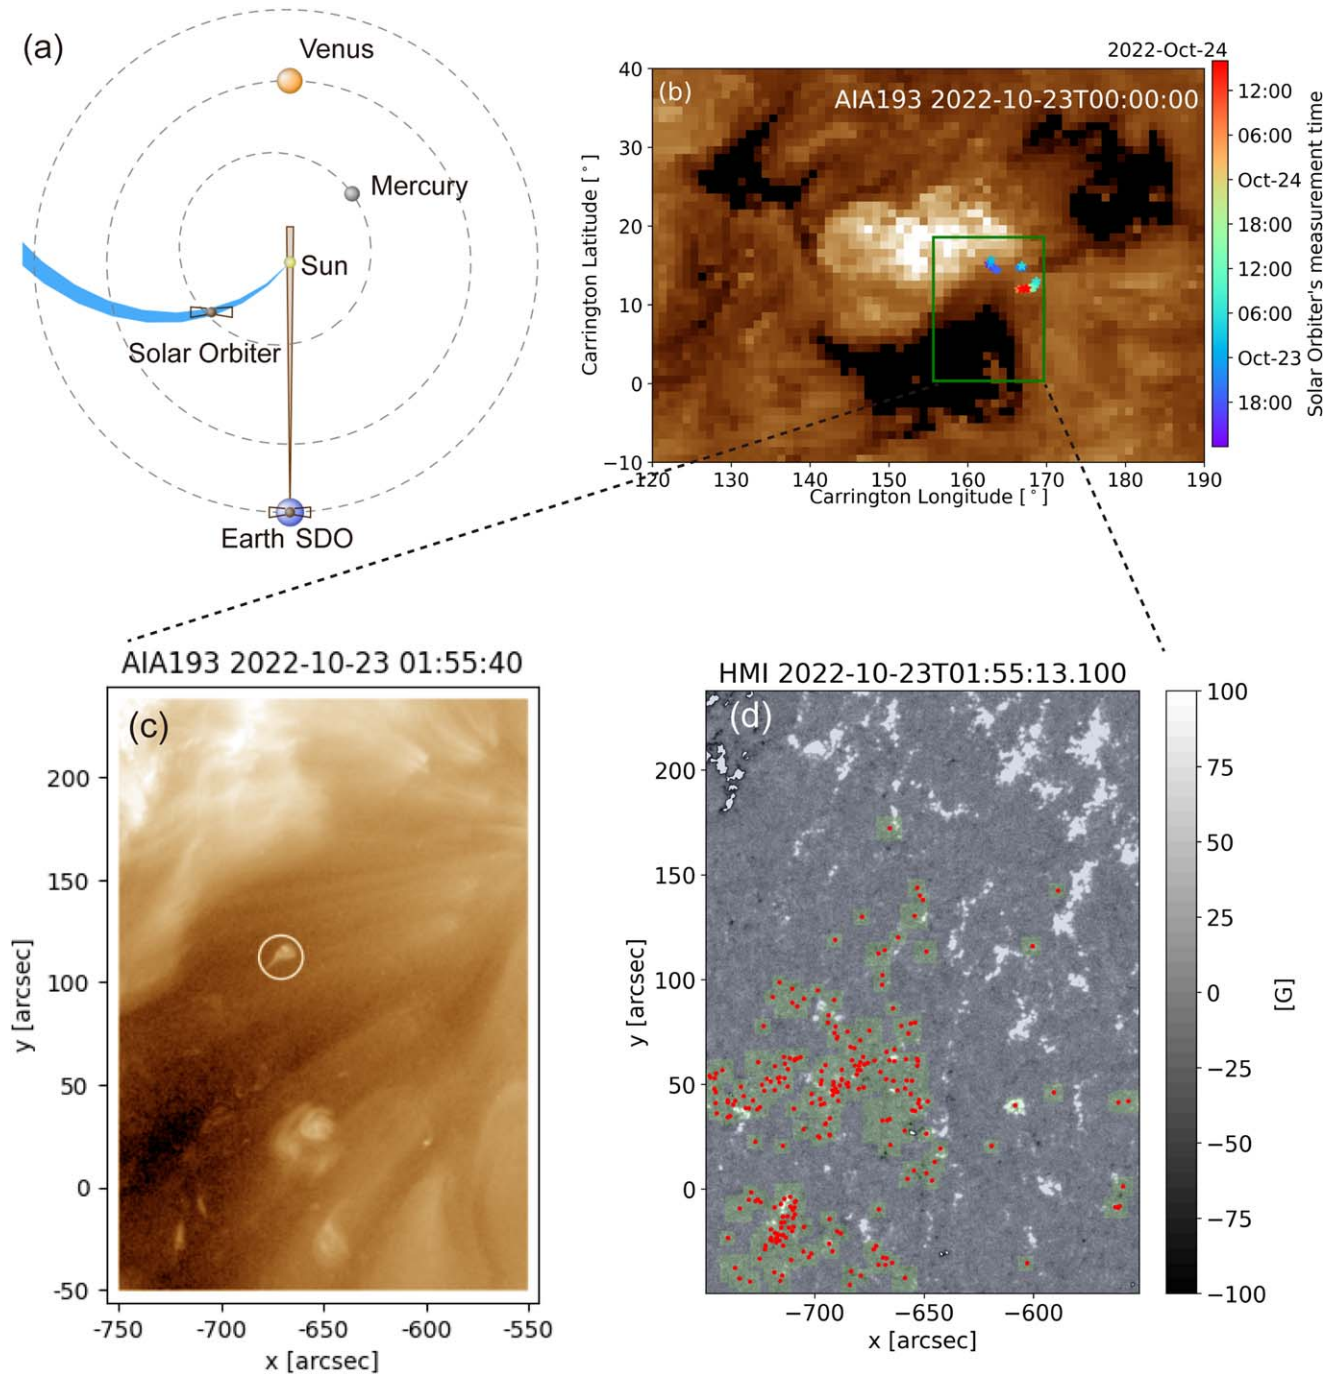 (a)
Venus
Mercury
Sun
Solar Orbiter
Earth SDO
2022-Oct-24
(b)
AIA193 2022-10-23T00:00:00
40
30
20
10
0
−10
Carrington Latitude [°]
120 130 140 150 160 170 180 190
Carrington Longitude [°]
12:00
06:00
Oct-24
18:00
12:00
06:00
Oct-23
18:00
Solar Orbiter's measurement time
AIA193 2022-10-23 01:55:40
(c)
200
150
100
50
0
-50
y [arcsec]
-750 -700 -650 -600 -550
x [arcsec]
HMI 2022-10-23T01:55:13.100
(d)
200
150
100
50
0
y [arcsec]
−700 −650 −600
x [arcsec]
100
75
50
25
0
−25
−50
−75
−100
[G]